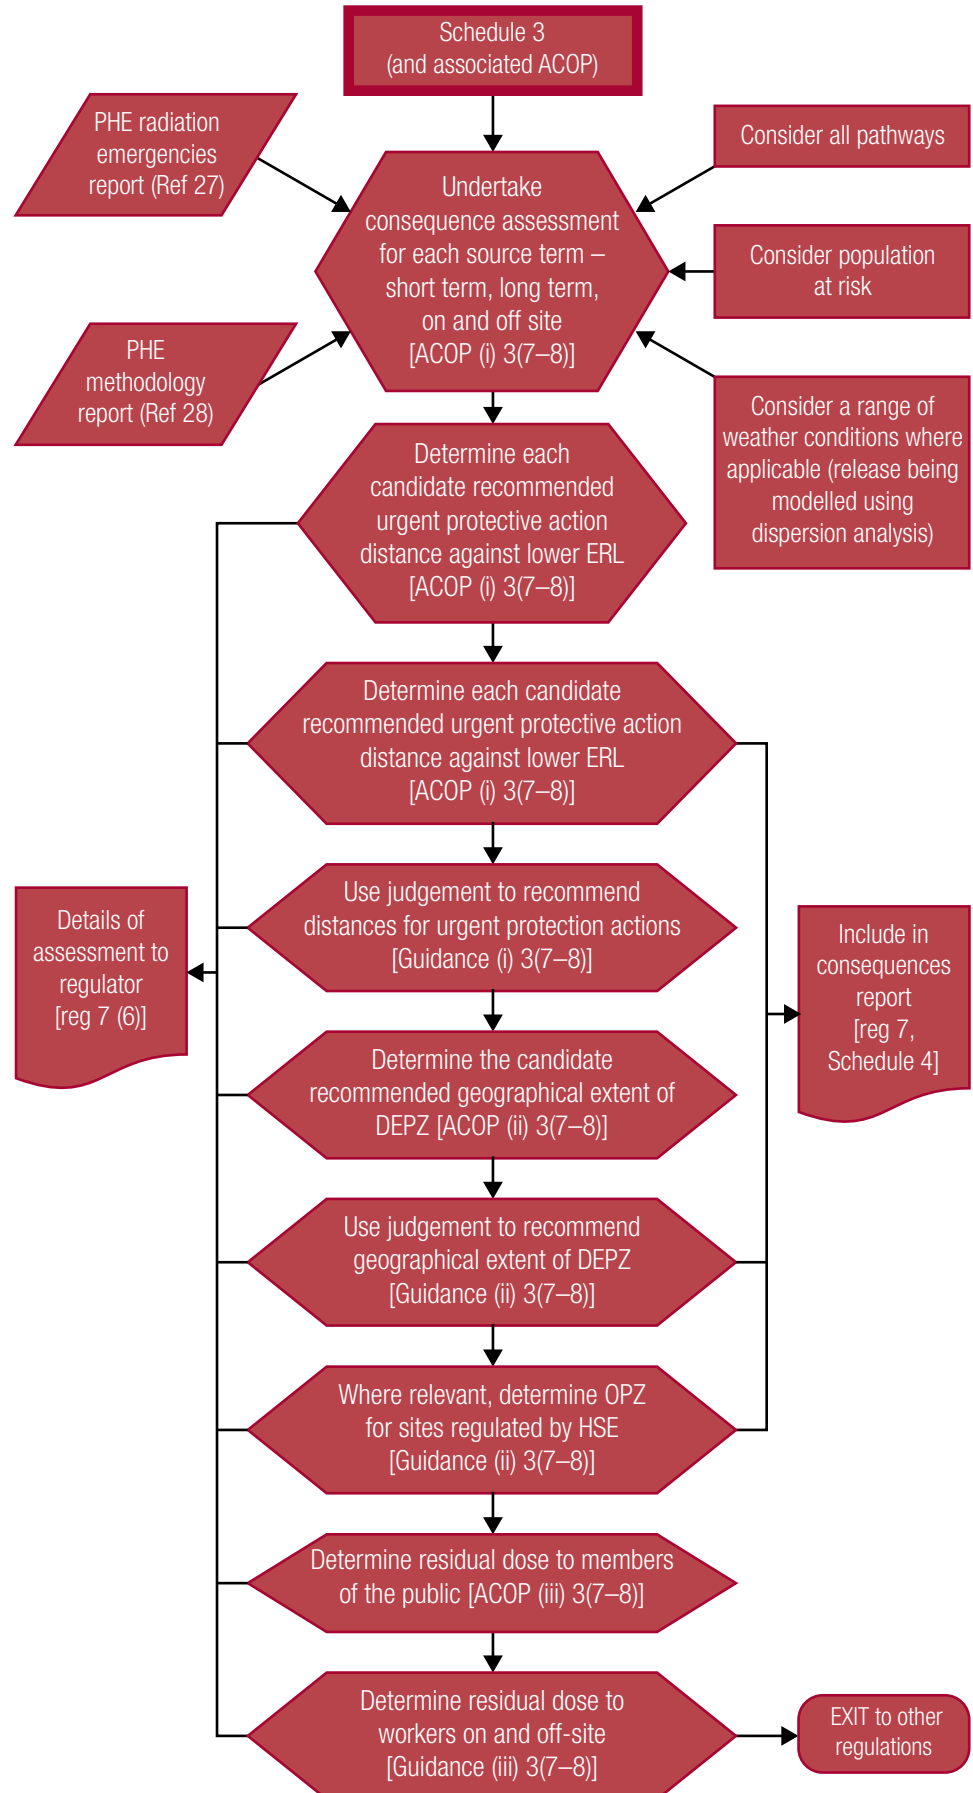 Schedule 3
(and associated ACOP)
PHE radiation
emergencies
report (Ref 27)
Consider all pathways
Undertake
consequence assessment
for each source term –
short term, long term,
on and off site
[ACOP (i) 3(7–8)]
Consider population
at risk
PHE
methodology
report (Ref 28)
Consider a range of
weather conditions where
applicable (release being
modelled using
dispersion analysis)
Determine each
candidate recommended
urgent protective action
distance against lower ERL
[ACOP (i) 3(7–8)]
Determine each candidate
recommended urgent protective action
distance against lower ERL
[ACOP (i) 3(7–8)]
Use judgement to recommend
distances for urgent protection actions
[Guidance (i) 3(7–8)]
Details of
assessment to
regulator
[reg 7 (6)]
Include in
consequences
report
[reg 7,
Schedule 4]
Determine the candidate
recommended geographical extent of
DEPZ [ACOP (ii) 3(7–8)]
Use judgement to recommend
geographical extent of DEPZ
[Guidance (ii) 3(7–8)]
Where relevant, determine OPZ
for sites regulated by HSE
[Guidance (ii) 3(7–8)]
Determine residual dose to members
of the public [ACOP (iii) 3(7–8)]
Determine residual dose to
workers on and off-site
[Guidance (iii) 3(7–8)]
EXIT to other
regulations